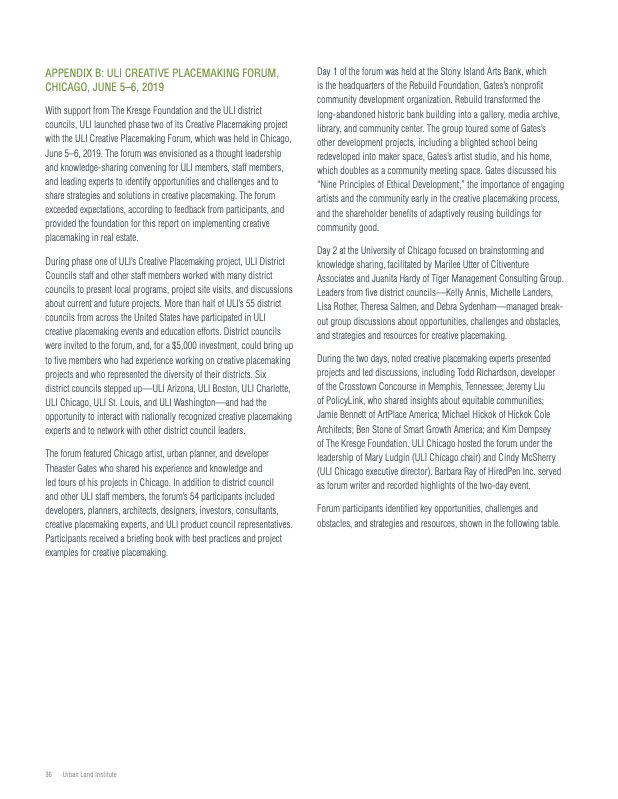 APPENDIX B: ULI CREATIVE PLACEMAKING FORUM,
CHICAGO, JUNE 5–6, 2019
With support from The Kresge Foundation and the ULI district
councils, ULI launched phase two of its Creative Placemaking project
with the ULI Creative Placemaking Forum, which was held in Chicago,
June 5–6, 2019. The forum was envisioned as a thought leadership
and knowledge-sharing convening for ULI members, staff members,
and leading experts to identify opportunities and challenges and to
share strategies and solutions in creative placemaking. The forum
exceeded expectations, according to feedback from participants, and
provided the foundation for this report on implementing creative
placemaking in real estate.
During phase one of ULI's Creative Placemaking project, ULI District
Councils staff and other staff members worked with many district
councils to present local programs, project site visits, and discussions
about current and future projects. More than half of ULI's 55 district
councils from across the United States have participated in ULI
creative placemaking events and education efforts. District councils
were invited to the forum, and, for a $5,000 investment, could bring up
to five members who had experience working on creative placemaking
projects and who represented the diversity of their districts. Six
district councils stepped up—ULI Arizona, ULI Boston, ULI Charlotte,
ULI Chicago, ULI St. Louis, and ULI Washington—and had the
opportunity to interact with nationally recognized creative placemaking
experts and to network with other district council leaders.
The forum featured Chicago artist, urban planner, and developer
Theaster Gates who shared his experience and knowledge and
led tours of his projects in Chicago. In addition to district council
and other ULI staff members, the forum's 54 participants included
developers, planners, architects, designers, investors, consultants,
creative placemaking experts, and ULI product council representatives.
Participants received a briefing book with best practices and project
examples for creative placemaking.
Day 1 of the forum was held at the Stony Island Arts Bank, which
is the headquarters of the Rebuild Foundation, Gates's nonprofit
community development organization. Rebuild transformed the
long-abandoned historic bank building into a gallery, media archive,
library, and community center. The group toured some of Gates's
other development projects, including a blighted school being
redeveloped into maker space, Gates's artist studio, and his home,
which doubles as a community meeting space. Gates discussed his
“Nine Principles of Ethical Development,” the importance of engaging
artists and the community early in the creative placemaking process,
and the shareholder benefits of adaptively reusing buildings for
community good.
Day 2 at the University of Chicago focused on brainstorming and
knowledge sharing, facilitated by Marilee Utter of Citiventure
Associates and Juanita Hardy of Tiger Management Consulting Group.
Leaders from five district councils—Kelly Annis, Michelle Landers,
Lisa Rother, Theresa Salmen, and Debra Sydenham—managed break-
out group discussions about opportunities, challenges and obstacles,
and strategies and resources for creative placemaking.
During the two days, noted creative placemaking experts presented
projects and led discussions, including Todd Richardson, developer
of the Crosstown Concourse in Memphis, Tennessee; Jeremy Liu
of PolicyLink, who shared insights about equitable communities;
Jamie Bennett of ArtPlace America; Michael Hickok of Hickok Cole
Architects; Ben Stone of Smart Growth America; and Kim Dempsey
of The Kresge Foundation. ULI Chicago hosted the forum under the
leadership of Mary Ludgin (ULI Chicago chair) and Cindy McSherry
(ULI Chicago executive director). Barbara Ray of HiredPen Inc. served
as forum writer and recorded highlights of the two-day event.
Forum participants identified key opportunities, challenges and
obstacles, and strategies and resources, shown in the following table.
36 Urban Land Institute